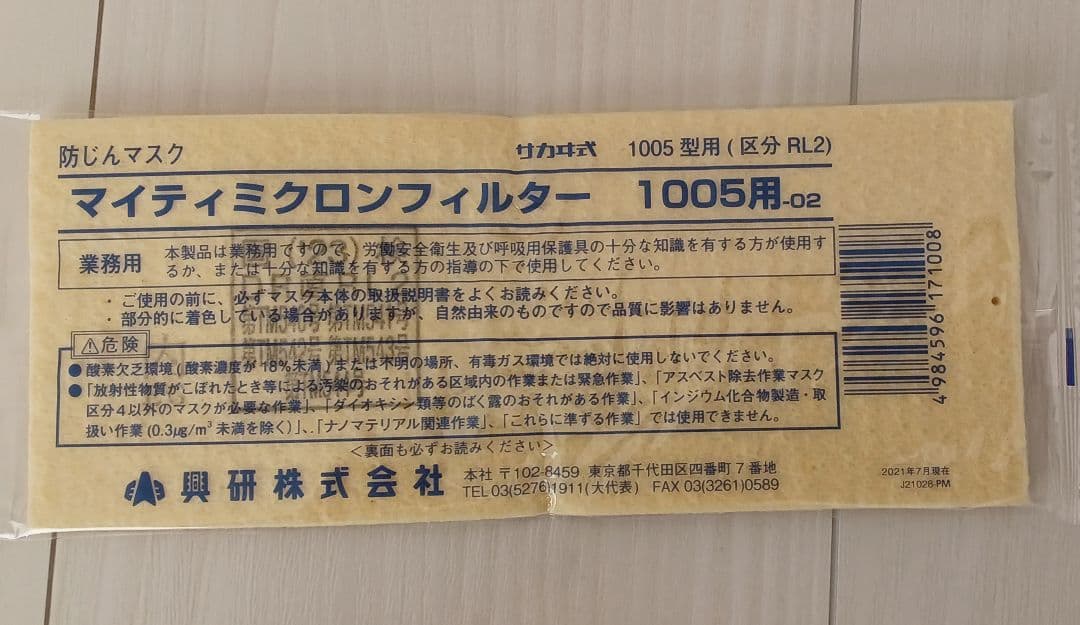 防じんマスク サカヰ式 1005型用(区分RL2)
マイティミクロンフィルター 1005用-02
業務用
本製品は業務用ですので、労働安全衛生及び呼吸用保護具の十分な知識を有する方が使用す
るか、または十分な知識を有する方の指導の下で使用してください。
・ご使用の前に、必ずマスク本体の取扱説明書をよくお読みください。
・部分的に着色している場合がありますが、自然由来のものですので品質に影響はありません。
⚠危険
●酸素欠乏環境(酸素濃度が18%未満)または不明の場所、有毒ガス環境では絶対に使用しないでください。
●「放射性物質がこぼれたとき等による汚染のおそれがある区域内の作業または緊急作業」、「アスベスト除去作業マスク
区分4以外のマスクが必要な作業」、「ダイオキシン類等のばく露のおそれがある作業」、「インジウム化合物製造・取
扱い作業(0.3μg/m³未満を除く)」、「ナノマテリアル関連作業」、「これらに準ずる作業」では使用できません。
<裏面も必ずお読みください>
興研株式会社
本社 〒102-8459 東京都千代田区四番町7番地
TEL 03(5276)1911(大代表) FAX 03(3261)0589
2021年7月現在
J21028-PM
4984596171008